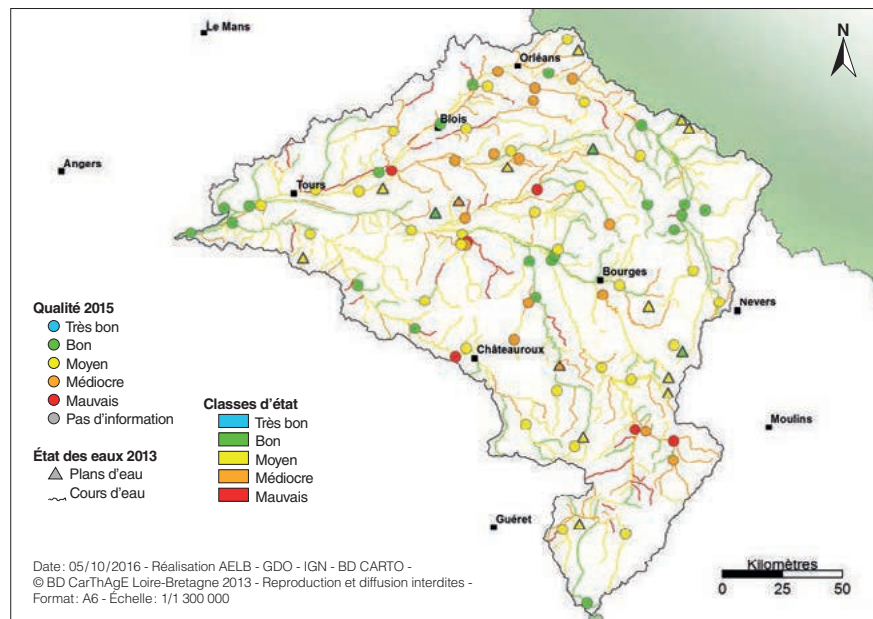 Le Mans
N
Orléans
Blois
Angers
Tours
Bourges
Nevers
Qualité 2015
Très bon
Bon
Moyen
Médiocre
Mauvais
Pas d'information
État des eaux 2013
Plans d'eau
Cours d'eau
Châteauroux
Classes d'état
Très bon
Bon
Moyen
Médiocre
Mauvais
Moulins
Guéret
Date: 05/10/2016 - Réalisation AELB - GDO - IGN - BD CARTO -
© BD CarThAgE Loire-Bretagne 2013 - Reproduction et diffusion interdites -
Format: A6 - Échelle: 1/1 300 000
Kilomètres
0 25 50